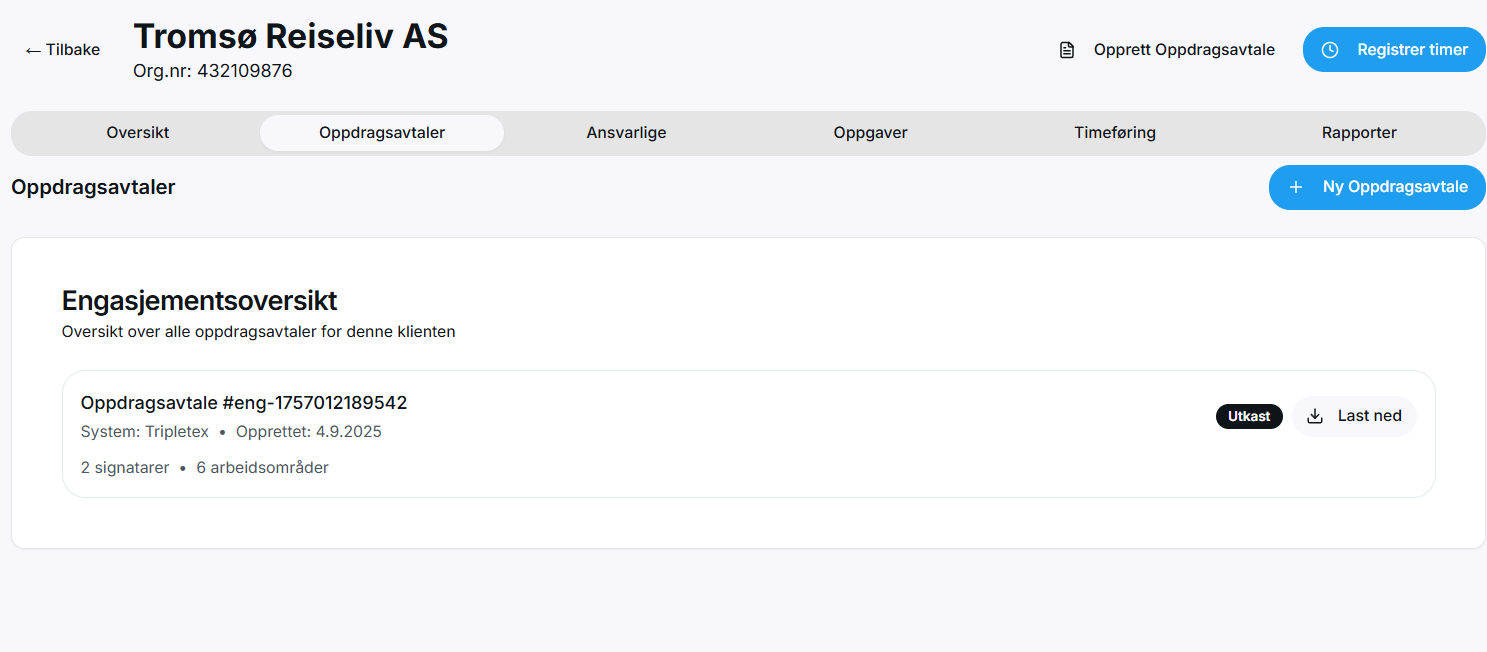 ← Tilbake
Tromsø Reiseliv AS
Org.nr: 432109876
Opprett Oppdragsavtale
Registrer timer
Oversikt
Oppdragsavtaler
Ansvarlige
Oppgaver
Timeføring
Rapporter
Oppdragsavtaler
+ Ny Oppdragsavtale
Engasjementsoversikt
Oversikt over alle oppdragsavtaler for denne klienten
Oppdragsavtale #eng-1757012189542
System: Tripletex • Opprettet: 4.9.2025
2 signatarer • 6 arbeidsområder
Utkast
Last ned